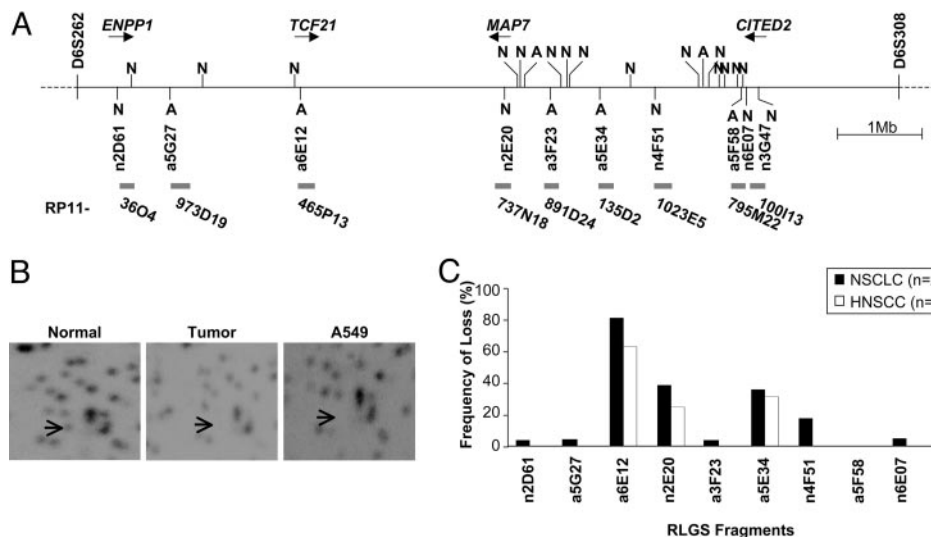 A
D6S262
ENPP1
TCF21
MAP7
CITED2
D6S308
N N N N N A N N N N N A N N N N N
N A A N A A N A N N
n2D61 a5G27 a6E12 n2E20 a3F23 a5E34 n4F51 a5F58 n6E07 n3G47
1Mb
RP11- 36O4 973D19 465P13 737N18 891D24 135D2 1023E5 795M22 100I13
B
Normal Tumor A549
C
NSCLC (n=
HNSCC (n=
Frequency of Loss (%)
100
80
60
40
20
0
n2D61 a5G27 a6E12 n2E20 a3F23 a5E34 n4F51 a5F58 n6E07
RLGS Fragments